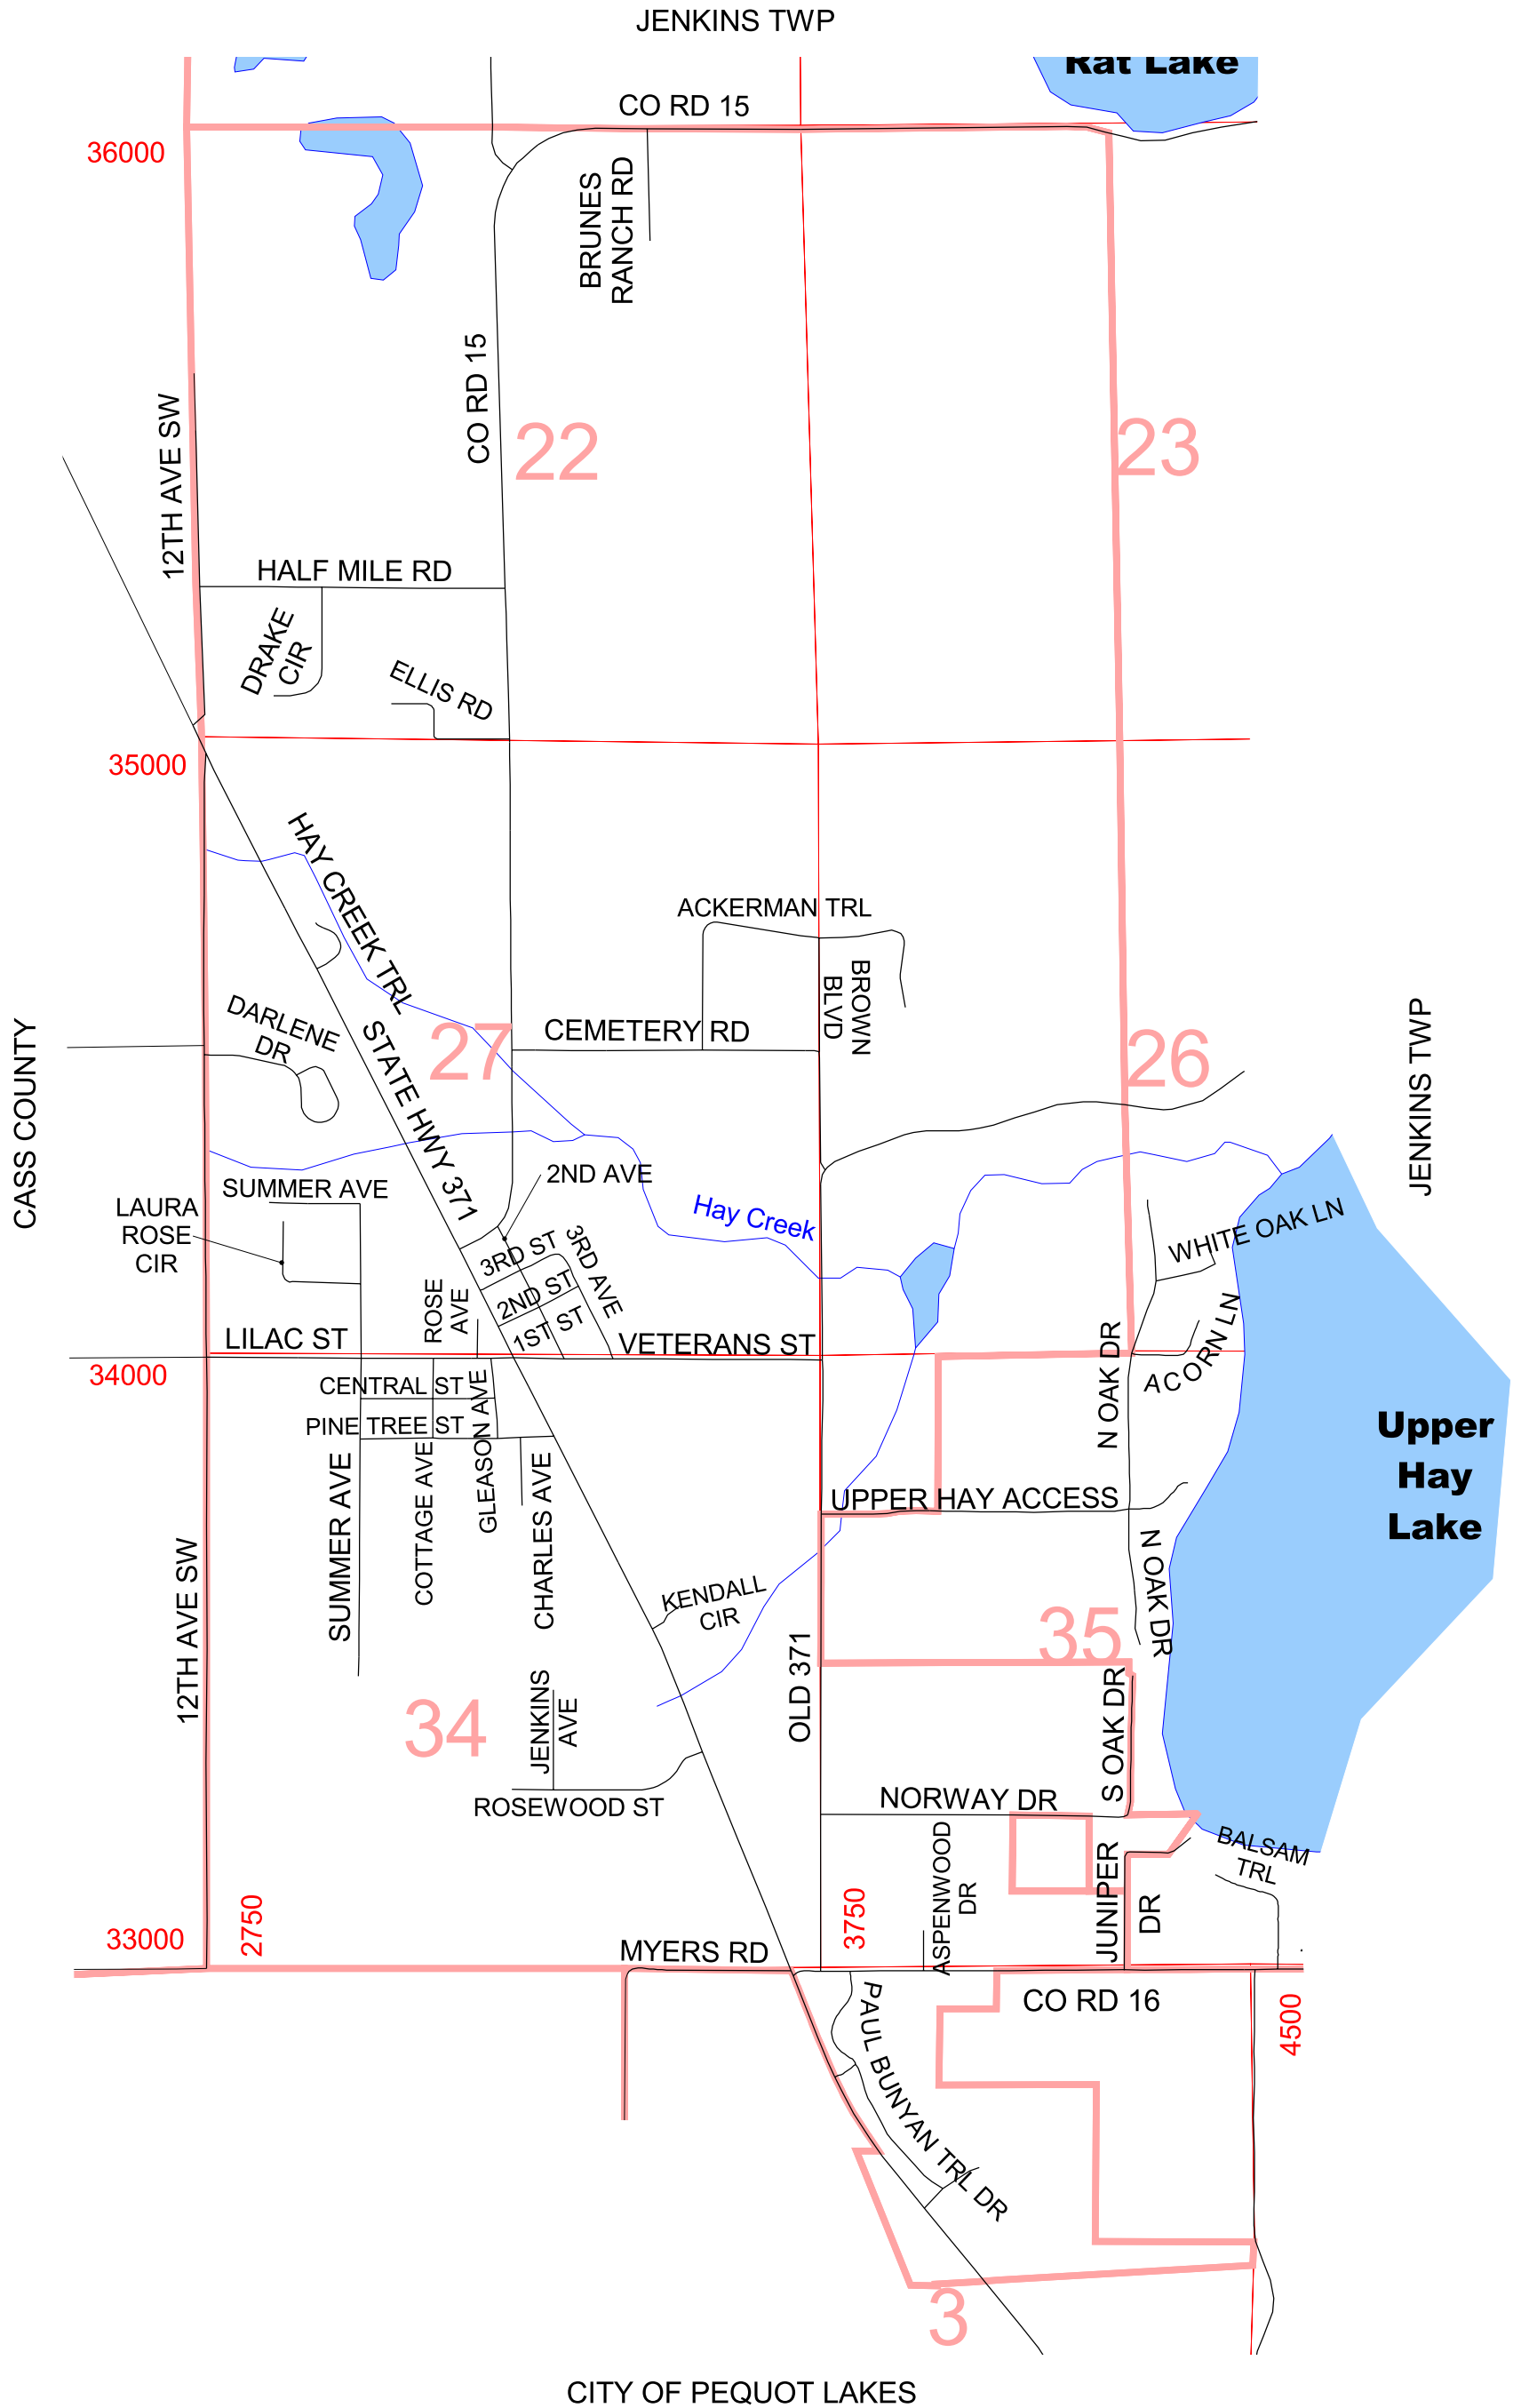 JENKINS TWP
Rat Lake
CO RD 15
36000
BRUNES
RANCH RD
CO RD 15
12TH AVE SW
22
23
HALF MILE RD
DRAKE
CIR
ELLIS RD
35000
HAY CREEK TRL
ACKERMAN TRL
BROWN
BLVD
DARLENE
DR
STATE HWY 371
27
CEMETERY RD
26
CASS COUNTY
JENKINS TWP
2ND AVE
SUMMER AVE
LAURA
ROSE
CIR
Hay Creek
WHITE OAK LN
3RD ST
3RD AVE
2ND ST
1ST ST
ROSE
AVE
LILAC ST
VETERANS ST
N OAK DR
ACORN LN
34000
CENTRAL ST
PINE TREE ST
GLEASON AVE
SUMMER AVE
COTTAGE AVE
CHARLES AVE
Upper
Hay
Lake
UPPER HAY ACCESS
N OAK DR
12TH AVE SW
KENDALL
CIR
35
OLD 371
34
JENKINS
AVE
S OAK DR
ROSEWOOD ST
NORWAY DR
ASPENWOOD
DR
JUNIPER
DR
BALSAM
TRL
33000
2750
3750
MYERS RD
CO RD 16
4500
PAUL BUNYAN TRL DR
3
CITY OF PEQUOT LAKES